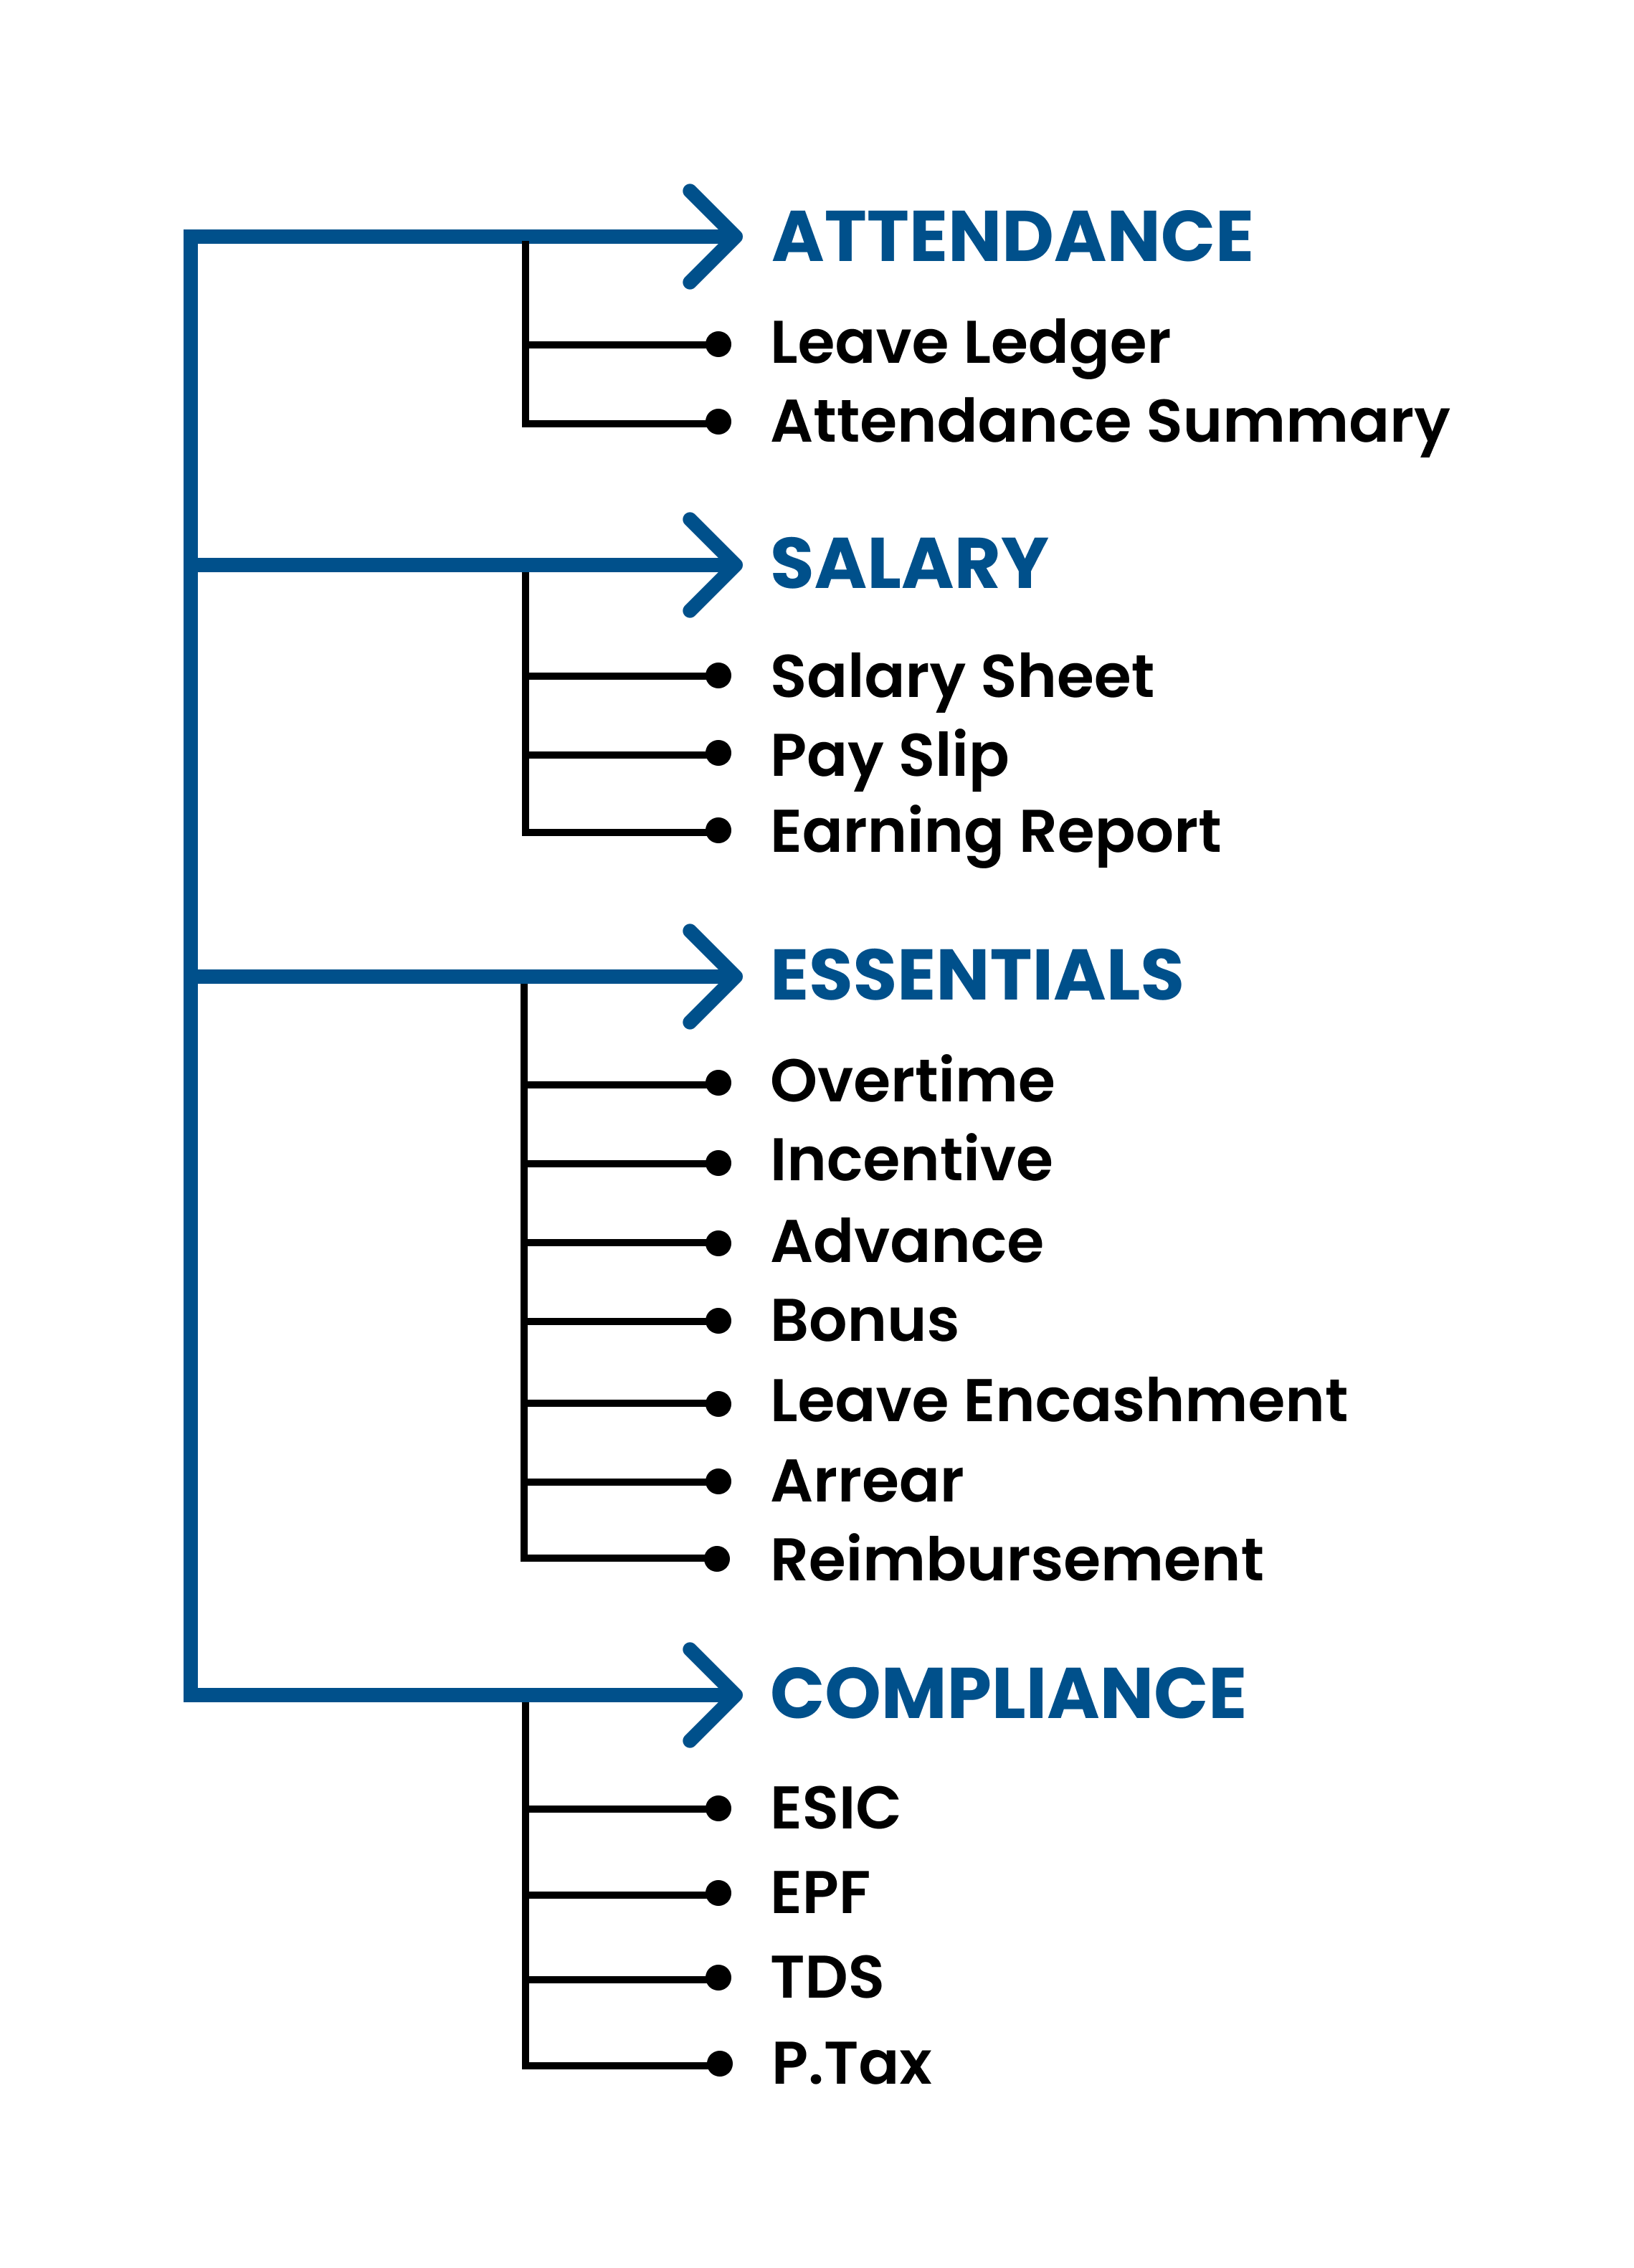 ATTENDANCE
Leave Ledger
Attendance Summary
SALARY
Salary Sheet
Pay Slip
Earning Report
ESSENTIALS
Overtime
Incentive
Advance
Bonus
Leave Encashment
Arrear
Reimbursement
COMPLIANCE
ESIC
EPF
TDS
P.Tax